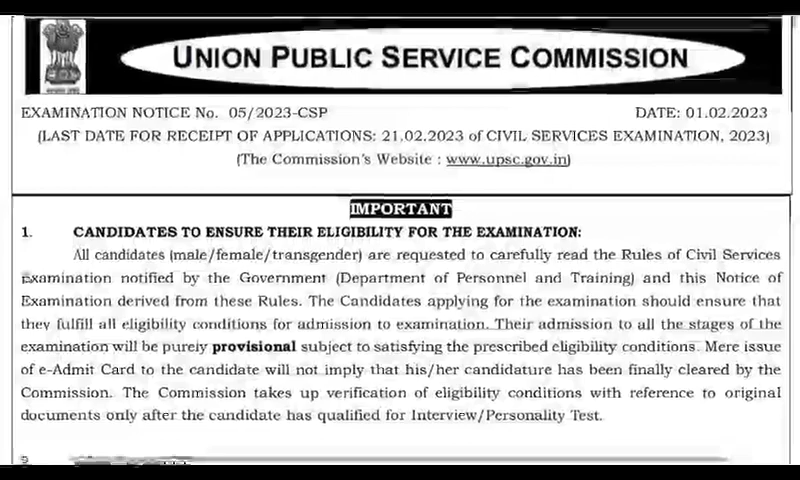 UNION PUBLIC SERVICE COMMISSION
EXAMINATION NOTICE No. 05/2023-CSP DATE: 01.02.2023
(LAST DATE FOR RECEIPT OF APPLICATIONS: 21.02.2023 of CIVIL SERVICES EXAMINATION, 2023)
(The Commission's Website : www.upsc.gov.in)
IMPORTANT
1. CANDIDATES TO ENSURE THEIR ELIGIBILITY FOR THE EXAMINATION:
All candidates (male/female/transgender) are requested to carefully read the Rules of Civil Services
Examination notified by the Government (Department of Personnel and Training) and this Notice of
Examination derived from these Rules. The Candidates applying for the examination should ensure that
they fulfill all eligibility conditions for admission to examination. Their admission to all the stages of the
examination will be purely provisional subject to satisfying the prescribed eligibility conditions. Mere issue
of e-Admit Card to the candidate will not imply that his/her candidature has been finally cleared by the
Commission. The Commission takes up verification of eligibility conditions with reference to original
documents only after the candidate has qualified for Interview/Personality Test.